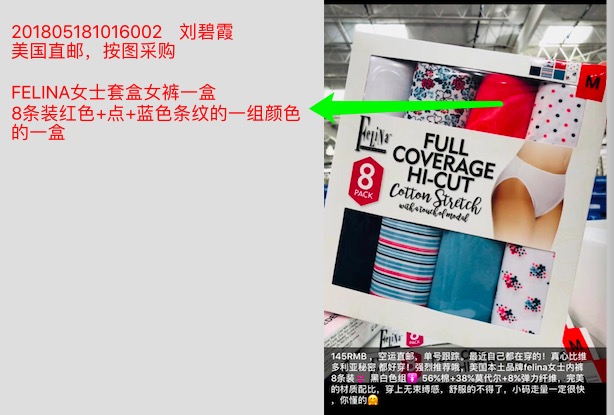 201805181016002 刘碧霞
美国直邮，按图采购
FELINA女士套盒女裤一盒
8条装红色+点+蓝色条纹的一组颜色
的一盒
M
Felina
FULL
COVERAGE
HI-CUT
Cotton Stretch
with a touch of modal
8
PACK
145RMB，空运直邮，单号跟踪。最近自己都在穿的！真心比维
多利亚秘密 都好穿！强烈推荐哦，美国本土品牌felina女士内裤
8条装 黑白色组 56%棉+38%莫代尔+8%弹力纤维，完美
的材质配比，穿上无束缚感，舒服的不得了，小码走量一定很快
，你懂的